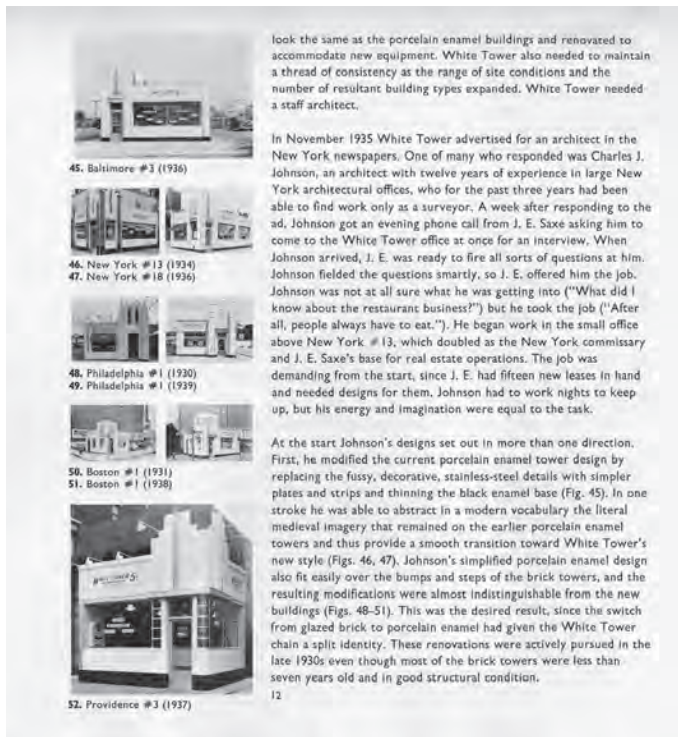 look the same as the porcelain enamel buildings and renovated to
accommodate new equipment. White Tower also needed to maintain
a thread of consistency as the range of site conditions and the
number of resultant building types expanded. White Tower needed
a staff architect.
In November 1935 White Tower advertised for an architect in the
New York newspapers. One of many who responded was Charles J.
Johnson, an architect with twelve years of experience in large New
York architectural offices, who for the past three years had been
able to find work only as a surveyor. A week after responding to the
ad, Johnson got an evening phone call from J. E. Saxe asking him to
come to the White Tower office at once for an interview. When
Johnson arrived, J. E. was ready to fire all sorts of questions at him.
Johnson fielded the questions smartly, so J. E. offered him the job.
Johnson was not at all sure what he was getting into ("What did I
know about the restaurant business?") but he took the job ("After
all, people always have to eat."). He began work in the small office
above New York #13, which doubled as the New York commissary
and J. E. Saxe's base for real estate operations. The job was
demanding from the start, since J. E. had fifteen new leases in hand
and needed designs for them. Johnson had to work nights to keep
up, but his energy and imagination were equal to the task.
At the start Johnson's designs set out in more than one direction.
First, he modified the current porcelain enamel tower design by
replacing the fussy, decorative, stainless-steel details with simpler
plates and strips and thinning the black enamel base (Fig. 45). In one
stroke he was able to abstract in a modern vocabulary the literal
medieval imagery that remained on the earlier porcelain enamel
towers and thus provide a smooth transition toward White Tower's
new style (Figs. 46, 47). Johnson's simplified porcelain enamel design
also fit easily over the bumps and steps of the brick towers, and the
resulting modifications were almost indistinguishable from the new
buildings (Figs. 48–51). This was the desired result, since the switch
from glazed brick to porcelain enamel had given the White Tower
chain a split identity. These renovations were actively pursued in the
late 1930s even though most of the brick towers were less than
seven years old and in good structural condition.
12
45. Baltimore #3 (1936)
46. New York #13 (1934)
47. New York #18 (1936)
48. Philadelphia #1 (1930)
49. Philadelphia #1 (1939)
50. Boston #1 (1931)
51. Boston #1 (1938)
52. Providence #3 (1937)